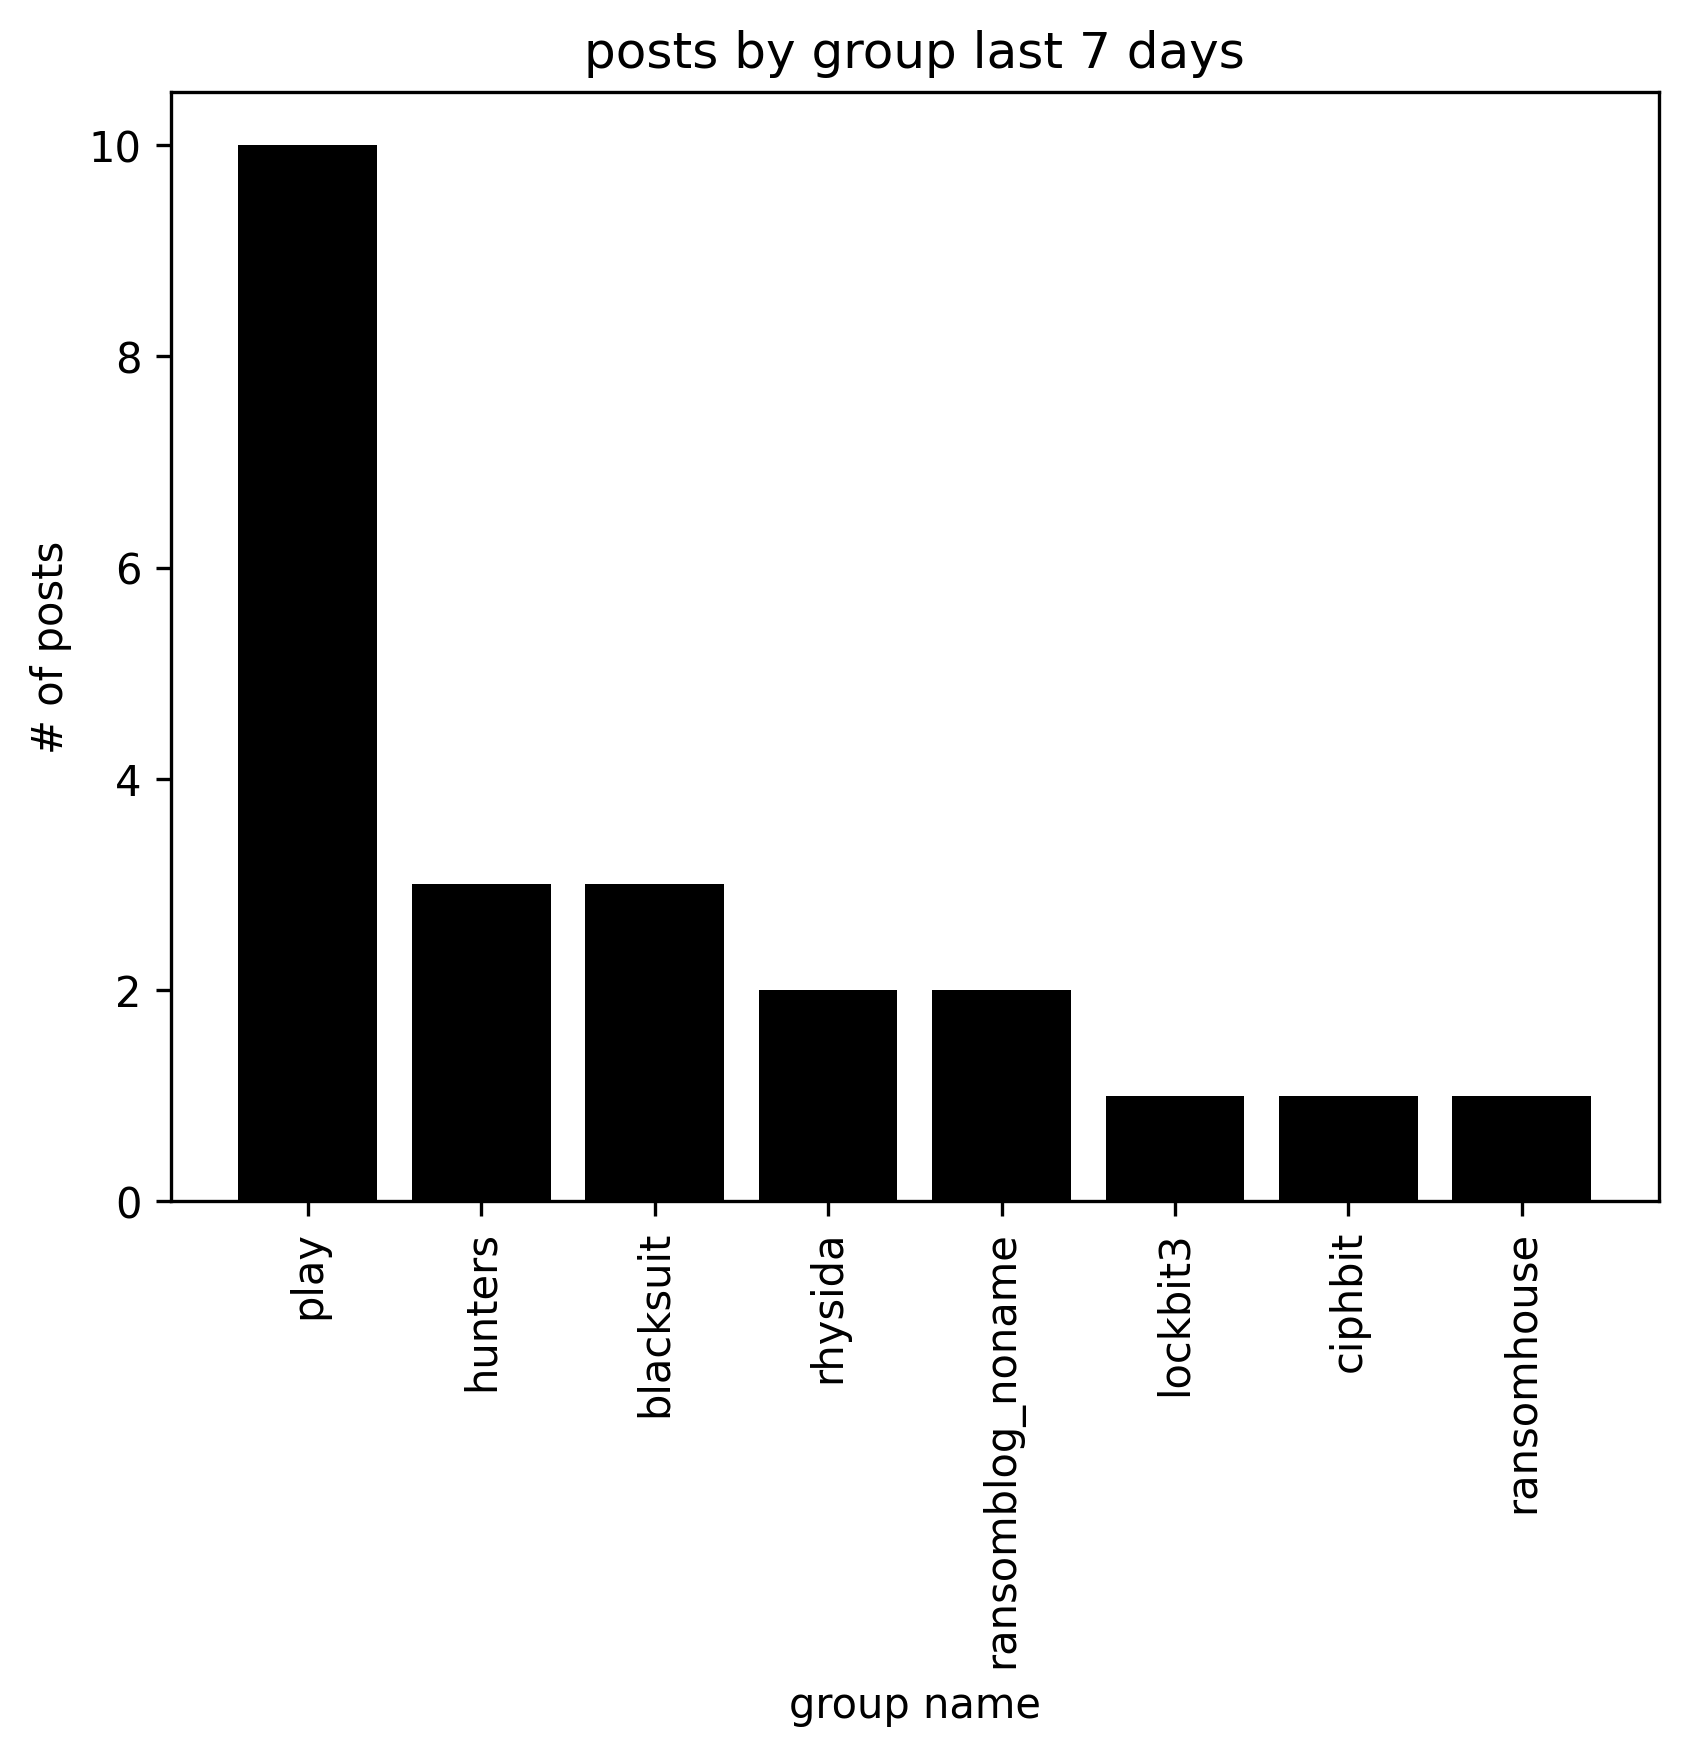 posts by group last 7 days
# of posts
10
8
6
4
2
0
play
hunters
blacksuit
rhysida
ransomblog_noname
lockbit3
ciphbit
ransomhouse
group name